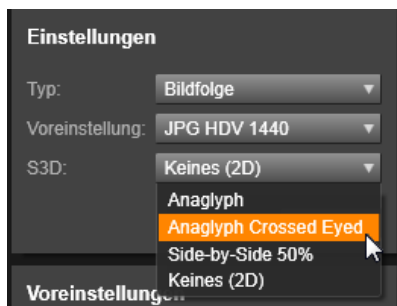 Einstellungen
Typ: Bildfolge
Voreinstellung: JPG HDV 1440
S3D: Keines (2D)
Anaglyph
Anaglyph Crossed Eyed
Side-by-Side 50%
Keines (2D)
Voreinstellungen